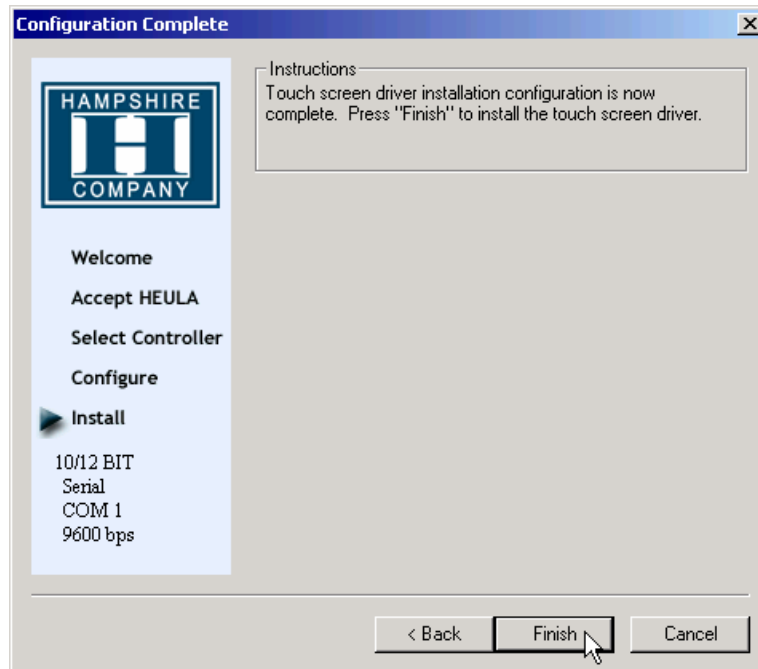 Configuration Complete
HAMPSHIRE
H
COMPANY
Welcome
Accept HEULA
Select Controller
Configure
Install
10/12 BIT
Serial
COM 1
9600 bps
Instructions
Touch screen driver installation configuration is now
complete.  Press "Finish" to install the touch screen driver.
< Back
Finish
Cancel